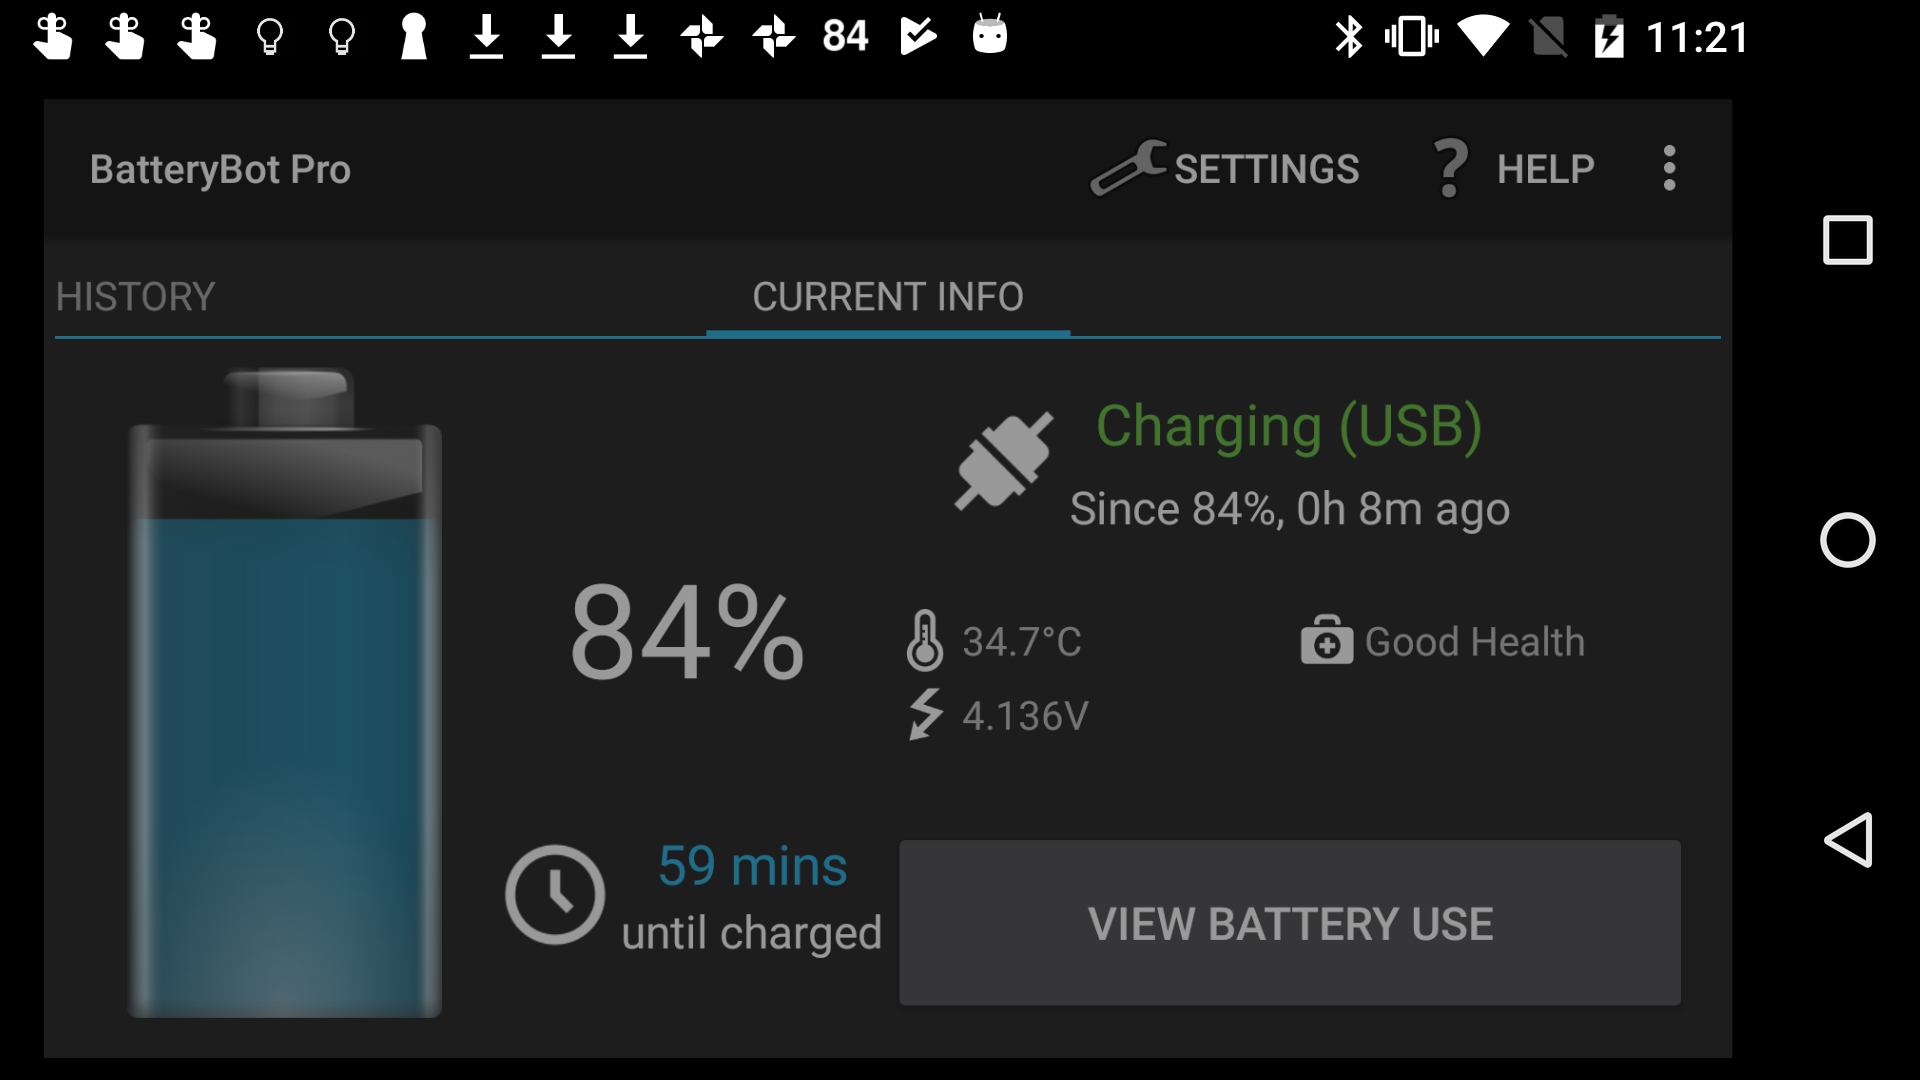 84
11:21
BatteryBot Pro
SETTINGS
HELP
HISTORY
CURRENT INFO
Charging (USB)
Since 84%, 0h 8m ago
84%
34.7°C
Good Health
4.136V
59 mins
until charged
VIEW BATTERY USE